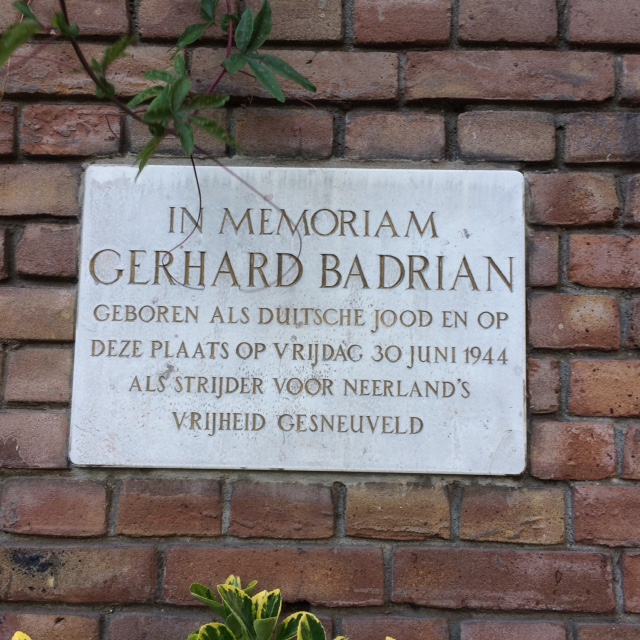 IN MEMORIAM
GERHARD BADRIAN
GEBOREN ALS DUITSCHE JOOD EN OP
DEZE PLAATS OP VRIJDAG 30 JUNI 1944
ALS STRIJDER VOOR NEERLAND'S
VRIJHEID GESNEUVELD